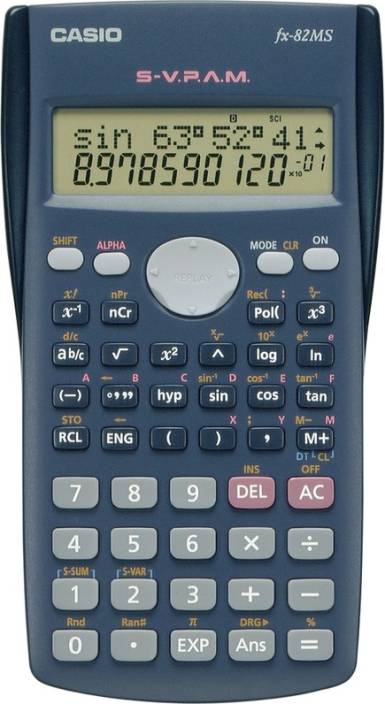 CASIO fx-82MS
S-V.P.A.M.
D SCI
sin 63°52°41
8.978590120×10-01
SHIFT ALPHA MODE CLR ON
REPLAY
x! nPr Rec( : ³√
x-1 nCr Pol( x³
d/c x√ 10x ex e
ab/c √ x² ^ log ln
A ← B C sin-1 D cos-1 E tan-1 F
(−) °’’’ hyp sin cos tan
STO ← X ; Y M− M
RCL ENG ( ) , M+
DT CL
INS OFF
7 8 9 DEL AC
4 5 6 × ÷
S-SUM S-VAR
1 2 3 + −
Rnd Ran# π DRG▶ %
0 · EXP Ans =